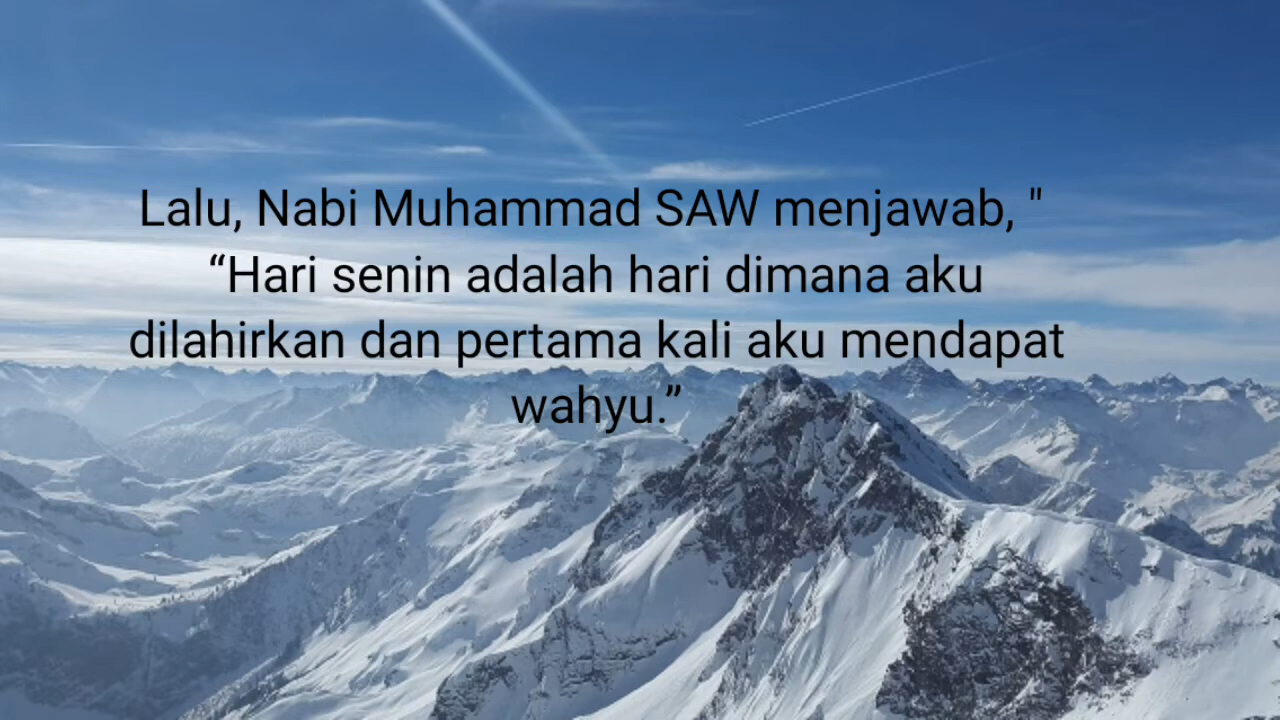 Lalu, Nabi Muhammad SAW menjawab, "
“Hari senin adalah hari dimana aku
dilahirkan dan pertama kali aku mendapat
wahyu.”